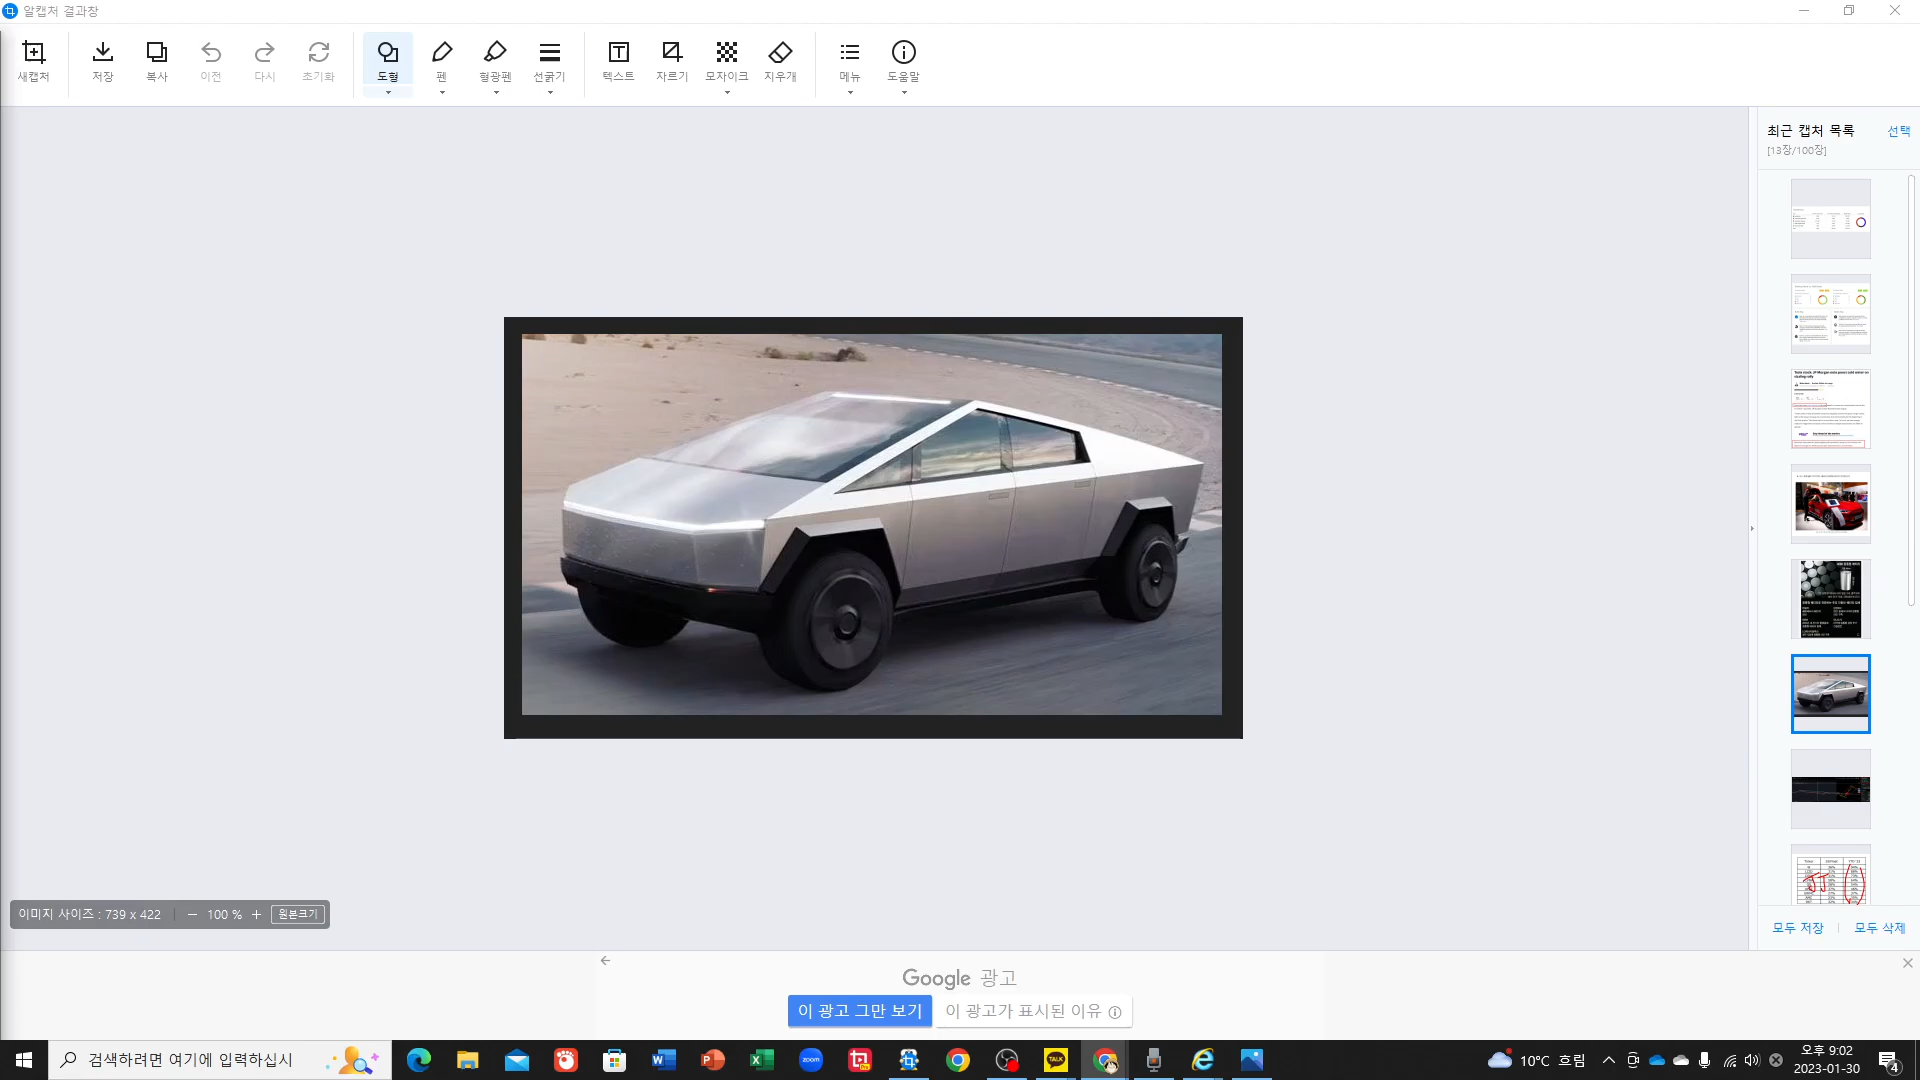 알캡처 결과창
새캡처
저장
복사
이전
다시
초기화
도형
펜
형광펜
선굵기
텍스트
자르기
모자이크
지우개
메뉴
도움말
최근 캡처 목록
선택
[13장/100장]
이미지 사이즈 : 739 x 422
100 %
원본크기
모두 저장
모두 삭제
Google 광고
이 광고 그만 보기
이 광고가 표시된 이유
검색하려면 여기에 입력하십시
zoom
TALK
10°C 흐림
오후 9:02
2023-01-30
4